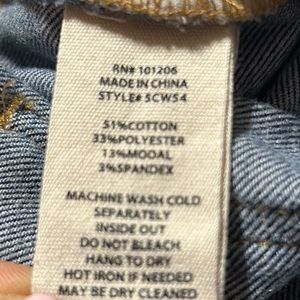 RN# 101206
MADE IN CHINA
STYLE# 5CW54
51%COTTON
33%POLYESTER
13%MODAL
3%SPANDEX
MACHINE WASH COLD
SEPARATELY
INSIDE OUT
DO NOT BLEACH
HANG TO DRY
HOT IRON IF NEEDED
MAY BE DRY CLEANED